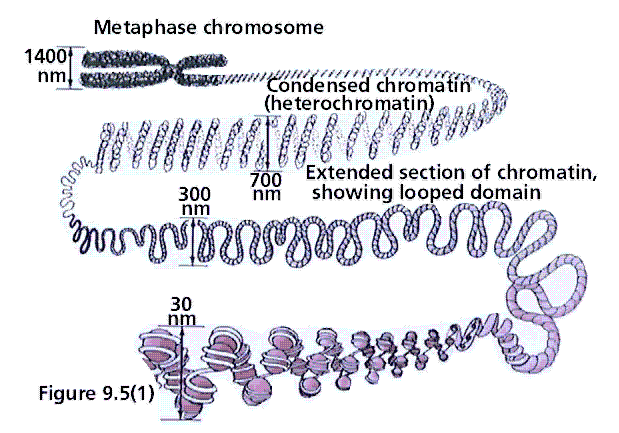 Metaphase chromosome
1400
nm
Condensed chromatin
(heterochromatin)
700
nm
Extended section of chromatin,
showing looped domain
300
nm
30
nm
Figure 9.5(1)